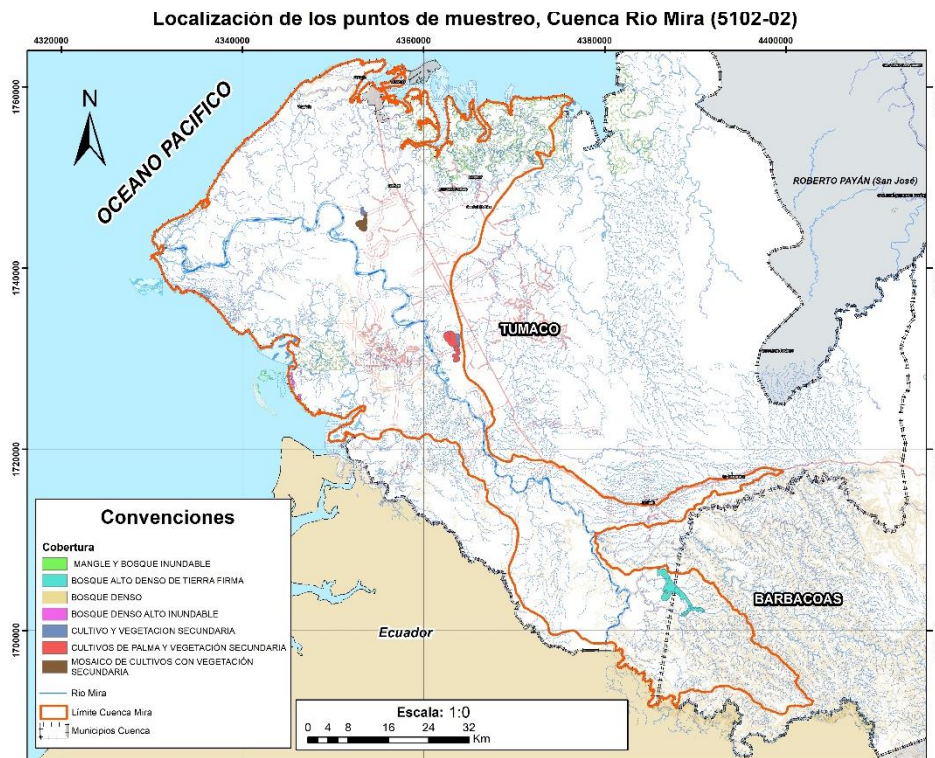 Localización de los puntos de muestreo, Cuenca Rio Mira (5102-02)
4320000
4340000
4360000
4380000
4400000
1760000
1740000
1720000
1700000
N
OCEANO PACIFICO
ROBERTO PAYÁN (San José)
TUMACO
BARBACOAS
Ecuador
Convenciones
Cobertura
MANGLE Y BOSQUE INUNDABLE
BOSQUE ALTO DENSO DE TIERRA FIRMA
BOSQUE DENSO
BOSQUE DENSO ALTO INUNDABLE
CULTIVO Y VEGETACION SECUNDARIA
CULTIVOS DE PALMA Y VEGETACIÓN SECUNDARIA
MOSAICO DE CULTIVOS CON VEGETACIÓN
SECUNDARIA
Rio Mira
Límite Cuenca Mira
Municipios Cuenca
Escala: 1:0
0 4 8 16 24 32
Km